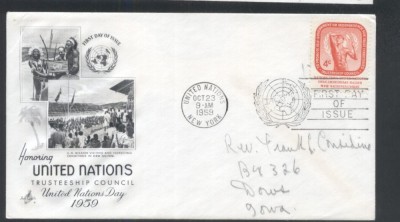 FIRST DAY OF ISSUE
4¢
UNITED NATIONS
OCT 23
9-AM
1959
NEW YORK
FIRST DAY
OF
ISSUE
Honoring
UNITED NATIONS
TRUSTEESHIP COUNCIL
United Nations Day
1959
Rev. Frank J. Considine
Box 326
Dows
Iowa